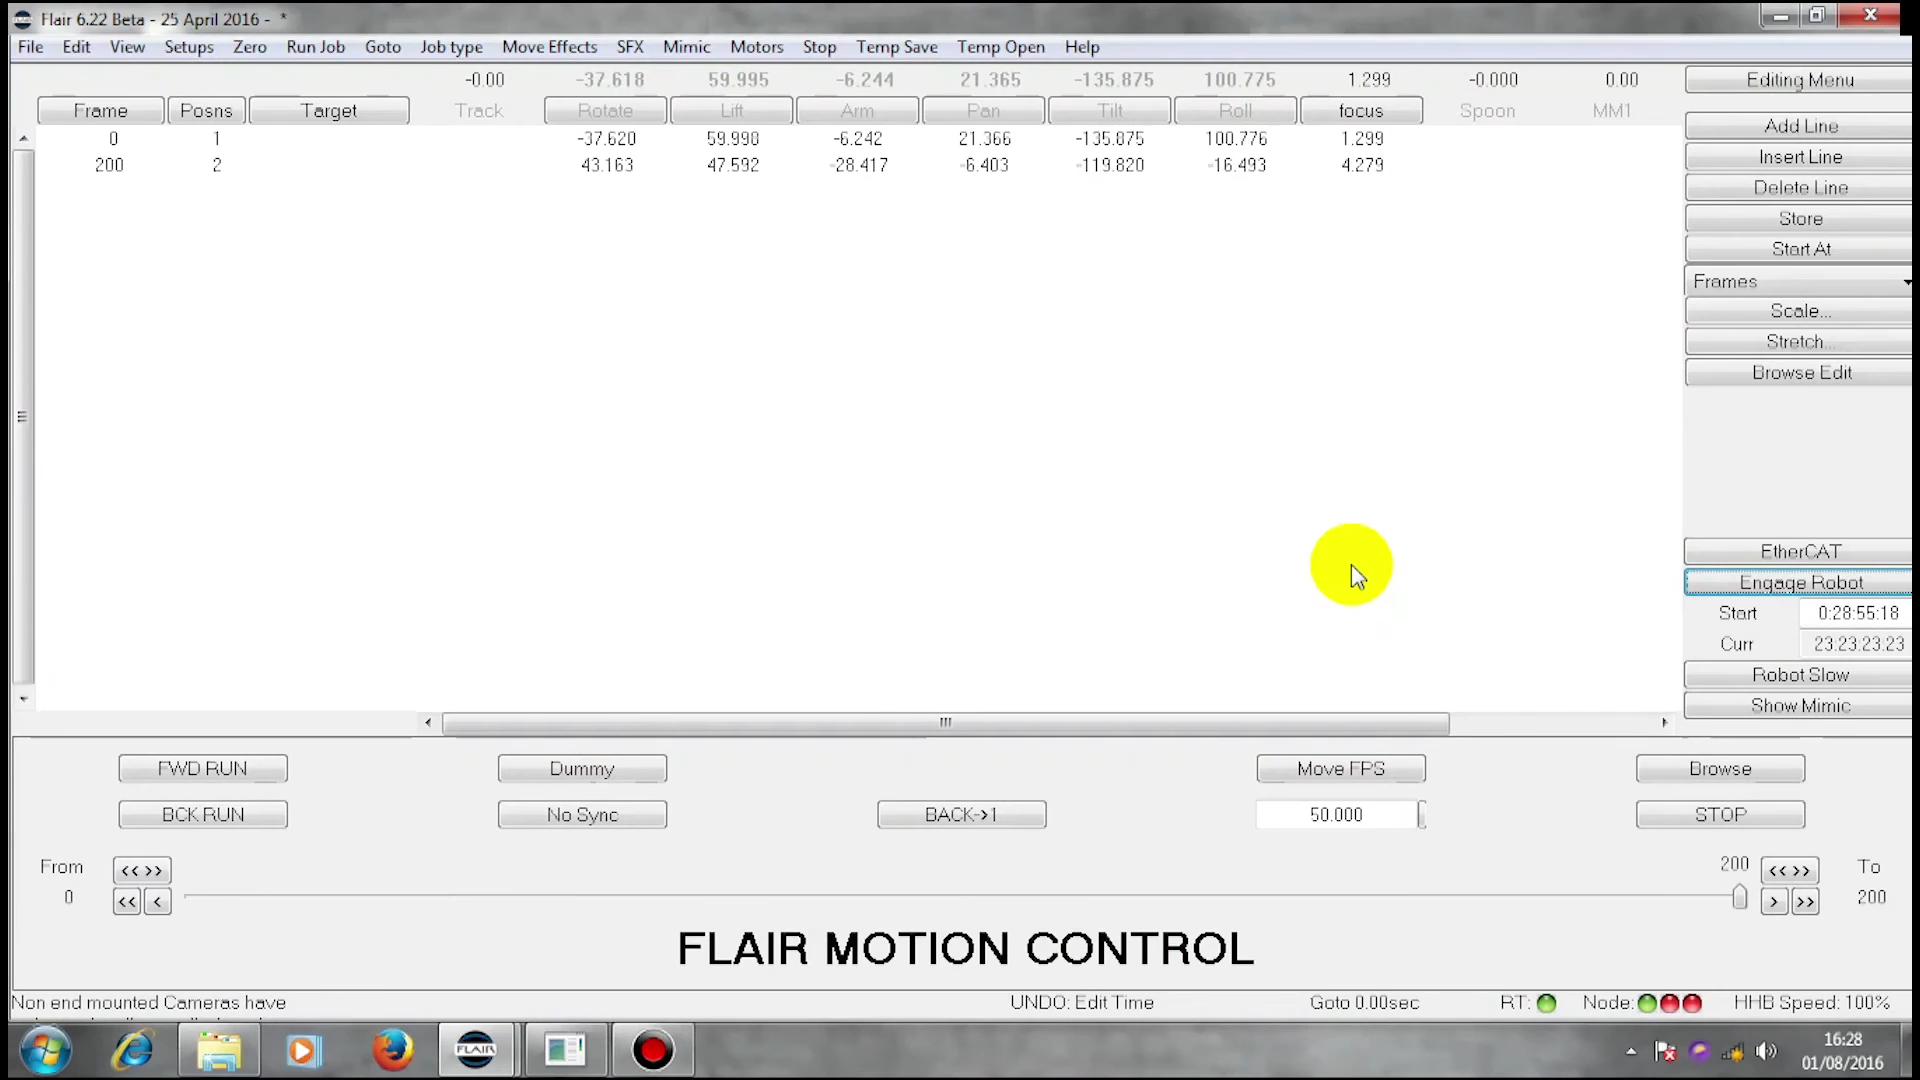 Flair 6.22 Beta - 25 April 2016 - *
File Edit View Setups Zero Run Job Goto Job type Move Effects SFX Mimic Motors Stop Temp Save Temp Open Help
-0.00 -37.618 59.995 -6.244 21.365 -135.875 100.775 1.299 -0.000 0.00 Editing Menu
Frame Posns Target Track Rotate Lift Arm Pan Tilt Roll focus Spoon MM1
Add Line
0 1 -37.620 59.998 -6.242 21.366 -135.875 100.776 1.299
Insert Line
200 2 43.163 47.592 -28.417 -6.403 -119.820 -16.493 4.279
Delete Line
Store
Start At
Frames
Scale...
Stretch...
Browse Edit
EtherCAT
Engage Robot
Start 0:28:55:18
Curr 23:23:23:23
Robot Slow
Show Mimic
FWD RUN Dummy Move FPS Browse
BCK RUN No Sync BACK->1 50.000 STOP
From << >> 200 << >> To
0 << < > >> 200
FLAIR MOTION CONTROL
Non end mounted Cameras have UNDO: Edit Time Goto 0.00sec RT: Node: HHB Speed: 100%
FLAIR
16:28
01/08/2016